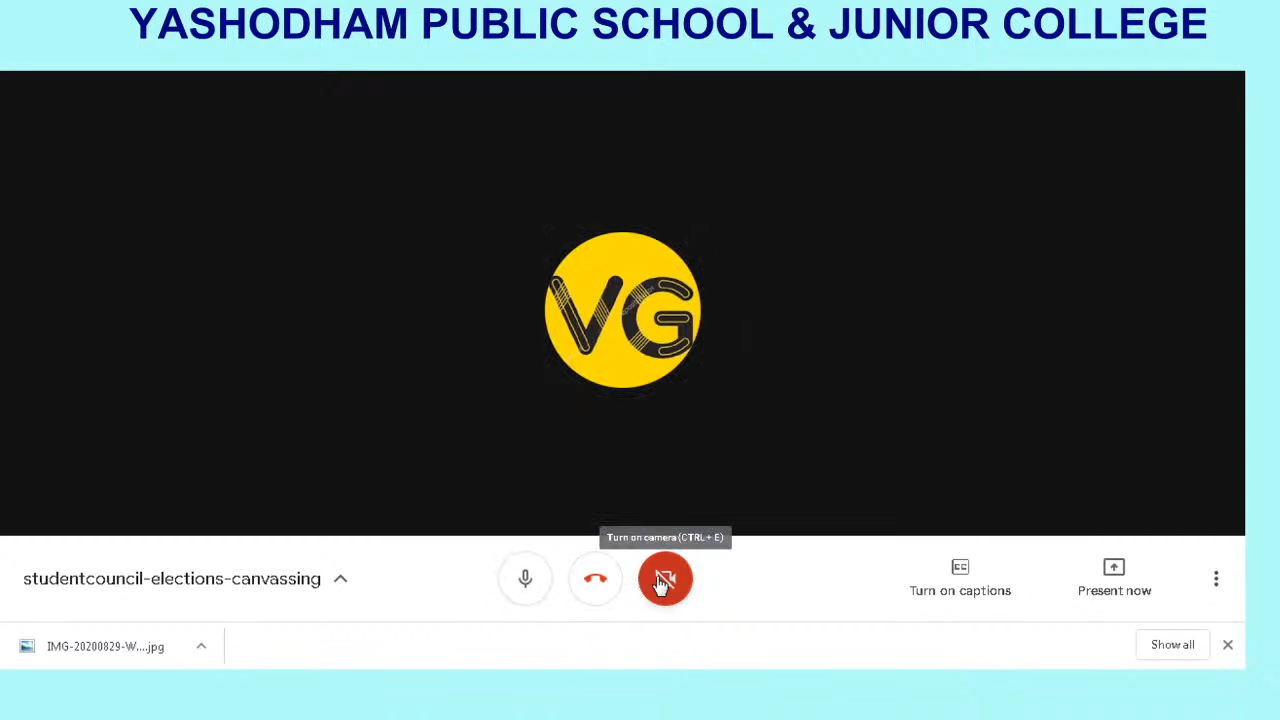 YASHODHAM PUBLIC SCHOOL & JUNIOR COLLEGE
VG
Turn on camera (CTRL + E)
studentcouncil-elections-canvassing
CC
Turn on captions
Present now
IMG-20200829-W....jpg
Show all